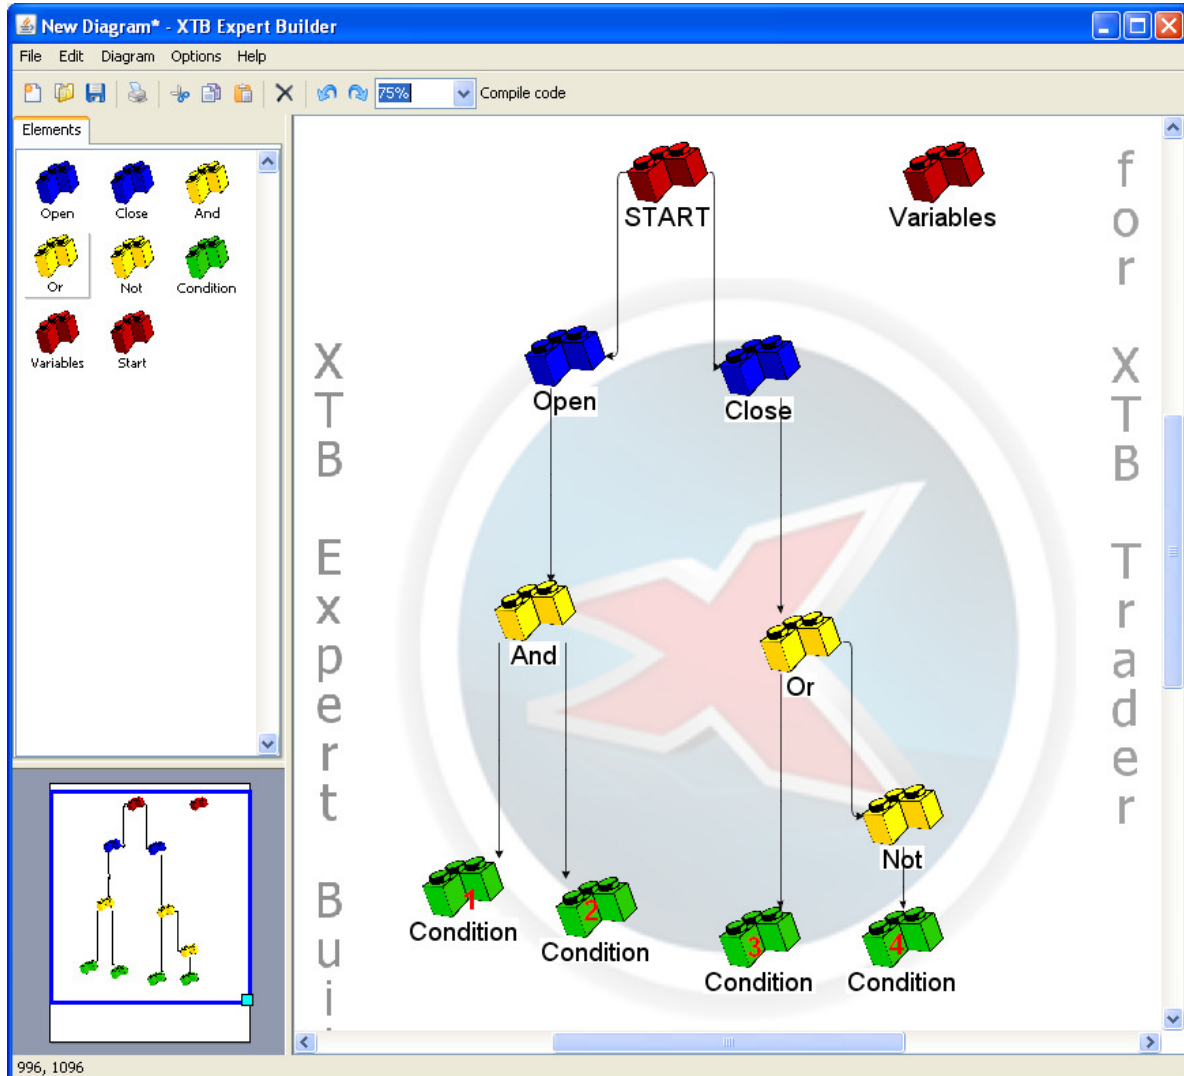 New Diagram* - XTB Expert Builder
File Edit Diagram Options Help
75% Compile code
Elements
Open Close And
Or Not Condition
Variables Start
START
Variables
Open
Close
And
Or
Not
1
Condition
2
Condition
3
Condition
4
Condition
XTB Expert Bui
for XTB Trader
996, 1096